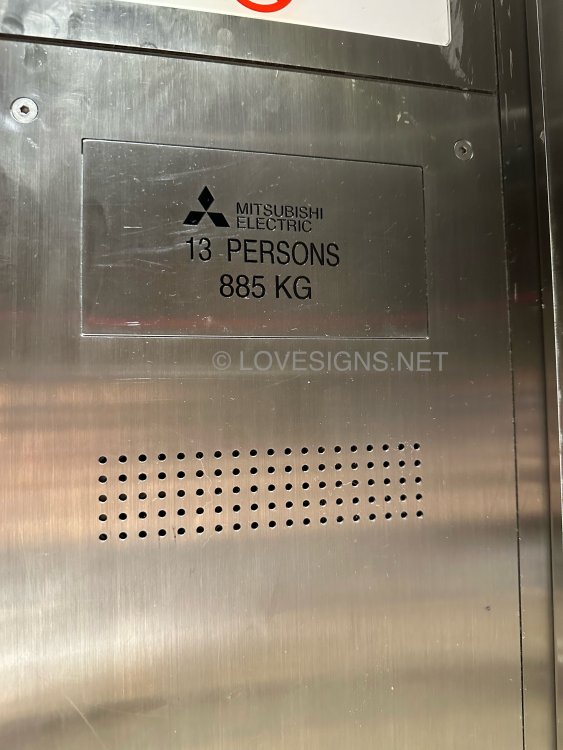 MITSUBISHI
ELECTRIC
13 PERSONS
885 KG
© LOVESIGNS.NET